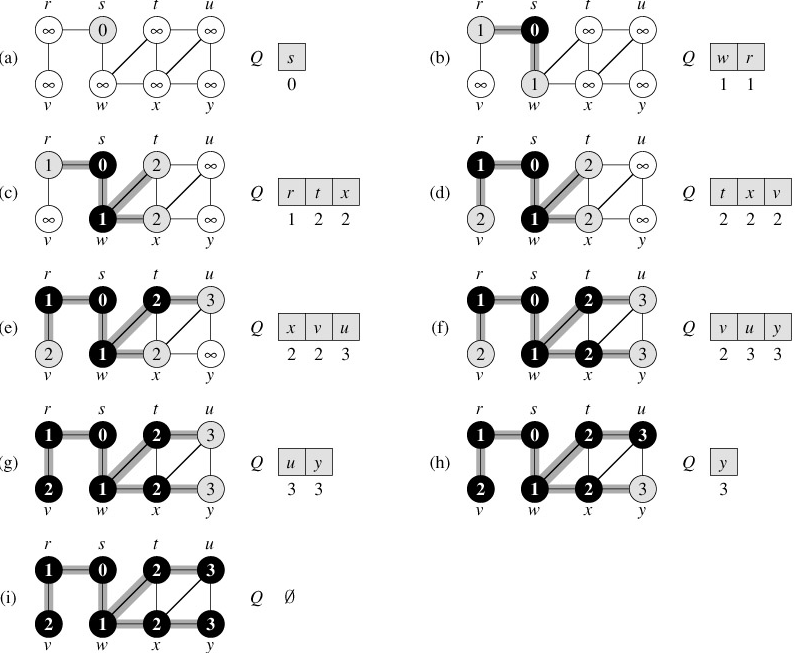 r s t u r s t u
(a) ∞ 0 ∞ ∞ Q s (b) 1 0 ∞ ∞ Q w r
∞ ∞ ∞ ∞ 0 ∞ 1 ∞ ∞ 1 1
v w x y v w x y
r s t u r s t u
(c) 1 0 2 ∞ Q r t x (d) 1 0 2 ∞ Q t x v
∞ 1 2 ∞ 1 2 2 2 1 2 ∞ 2 2 2
v w x y v w x y
r s t u r s t u
(e) 1 0 2 3 Q x v u (f) 1 0 2 3 Q v u y
2 1 2 ∞ 2 2 3 2 1 2 3 2 3 3
v w x y v w x y
r s t u r s t u
(g) 1 0 2 3 Q u y (h) 1 0 2 3 Q y
2 1 2 3 3 3 2 1 2 3 3
v w x y v w x y
r s t u
(i) 1 0 2 3 Q Ø
2 1 2 3
v w x y